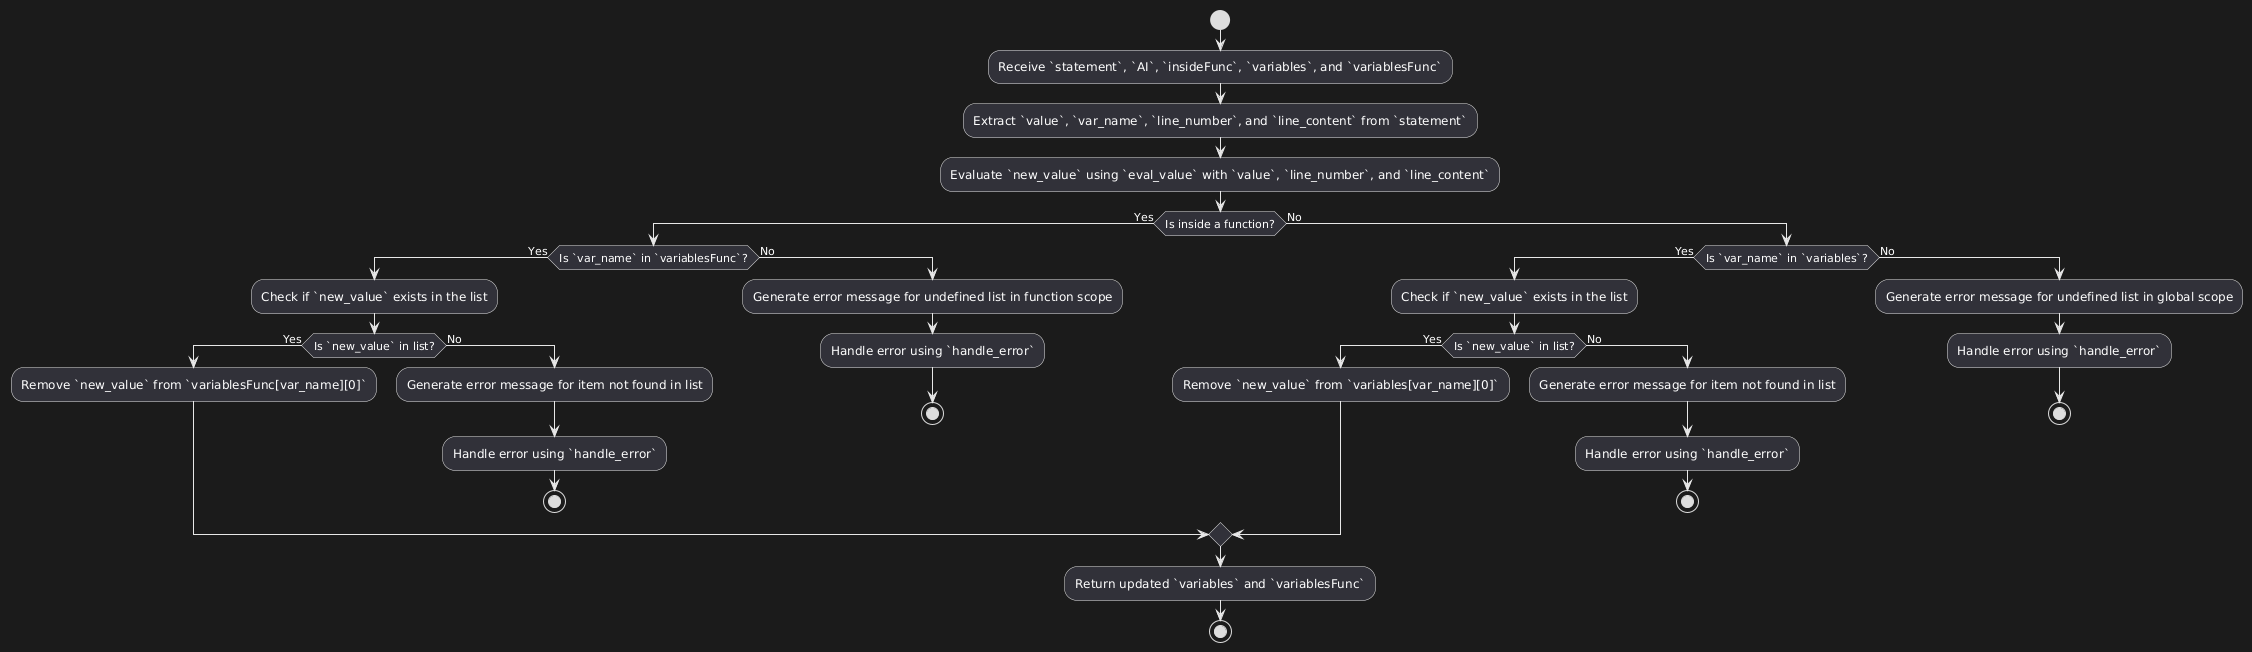 Receive `statement`, `AI`, `insideFunc`, `variables`, and `variablesFunc`
Extract `value`, `var_name`, `line_number`, and `line_content` from `statement`
Evaluate `new_value` using `eval_value` with `value`, `line_number`, and `line_content`
Yes
Is inside a function?
No
Yes
Is `var_name` in `variablesFunc`?
No
Check if `new_value` exists in the list
Yes
Is `new_value` in list?
No
Remove `new_value` from `variablesFunc[var_name][0]`
Generate error message for item not found in list
Handle error using `handle_error`
Generate error message for undefined list in function scope
Handle error using `handle_error`
Yes
Is `var_name` in `variables`?
No
Check if `new_value` exists in the list
Yes
Is `new_value` in list?
No
Remove `new_value` from `variables[var_name][0]`
Generate error message for item not found in list
Handle error using `handle_error`
Generate error message for undefined list in global scope
Handle error using `handle_error`
Return updated `variables` and `variablesFunc`